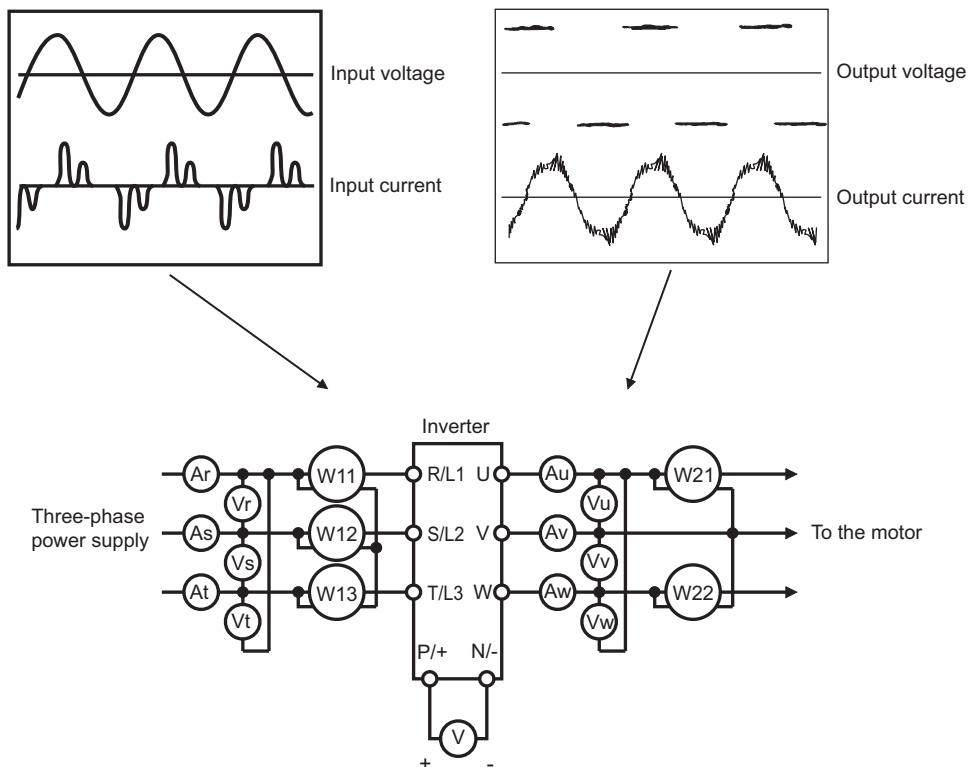 Input voltage
Output voltage
Input current
Output current
Inverter
Ar
W11
R/L1
U
Au
W21
Vr
Vu
Three-phase
power supply
As
W12
S/L2
V
Av
To the motor
Vs
Vv
At
W13
T/L3
W
Aw
W22
Vt
Vw
P/+
N/-
V
+
-